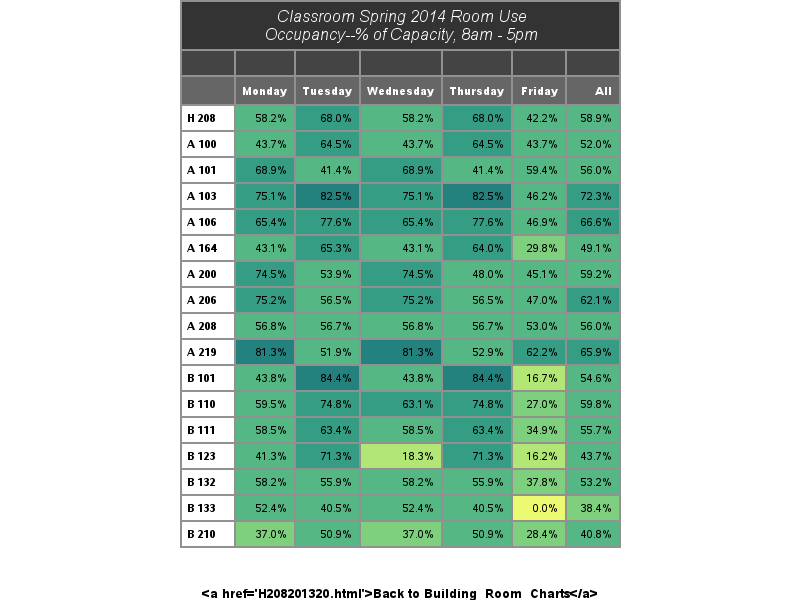 Classroom Spring 2014 Room Use
Occupancy--% of Capacity, 8am - 5pm
Monday Tuesday Wednesday Thursday Friday All
H 208 58.2% 68.0% 58.2% 68.0% 42.2% 58.9%
A 100 43.7% 64.5% 43.7% 64.5% 43.7% 52.0%
A 101 68.9% 41.4% 68.9% 41.4% 59.4% 56.0%
A 103 75.1% 82.5% 75.1% 82.5% 46.2% 72.3%
A 106 65.4% 77.6% 65.4% 77.6% 46.9% 66.6%
A 164 43.1% 65.3% 43.1% 64.0% 29.8% 49.1%
A 200 74.5% 53.9% 74.5% 48.0% 45.1% 59.2%
A 206 75.2% 56.5% 75.2% 56.5% 47.0% 62.1%
A 208 56.8% 56.7% 56.8% 56.7% 53.0% 56.0%
A 219 81.3% 51.9% 81.3% 52.9% 62.2% 65.9%
B 101 43.8% 84.4% 43.8% 84.4% 16.7% 54.6%
B 110 59.5% 74.8% 63.1% 74.8% 27.0% 59.8%
B 111 58.5% 63.4% 58.5% 63.4% 34.9% 55.7%
B 123 41.3% 71.3% 18.3% 71.3% 16.2% 43.7%
B 132 58.2% 55.9% 58.2% 55.9% 37.8% 53.2%
B 133 52.4% 40.5% 52.4% 40.5% 0.0% 38.4%
B 210 37.0% 50.9% 37.0% 50.9% 28.4% 40.8%
<a href='H208201320.html'>Back to Building_Room_Charts</a>